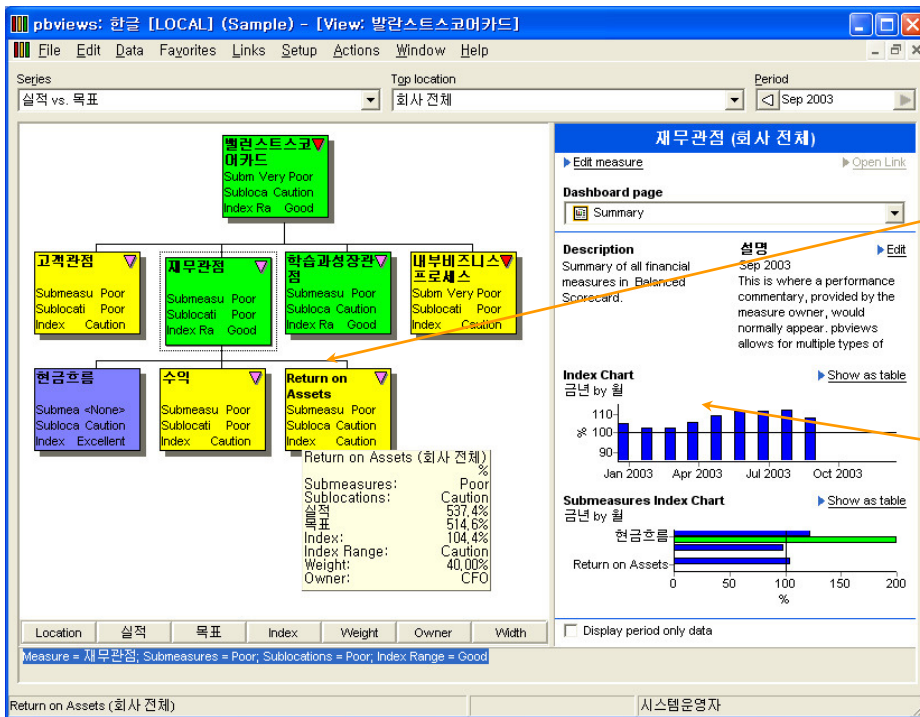 pbviews: 한글 [LOCAL] (Sample) - [View: 발란스트스코어카드]
File Edit Data Favorites Links Setup Actions Window Help
Series Top location Period
실적 vs. 목표 회사 전체 Sep 2003
밸런스트스코
어카드
Subm Very Poor
Subloca Caution
Index Ra Good
고객관점
Submeasu Poor
Sublocati Poor
Index Caution
재무관점
Submeasu Poor
Sublocati Poor
Index Ra Good
학습과성장관
점
Submeasu Poor
Subloca Caution
Index Ra Good
내부비즈니스
프로세스
Subm Very Poor
Sublocati Poor
Index Caution
현금흐름
Submea <None>
Subloca Caution
Index Excellent
수익
Submeasu Poor
Sublocati Poor
Index Caution
Return on
Assets
Submeasu Poor
Subloca Caution
Index Caution
Return on Assets (회사 전체)
%
Submeasures: Poor
Sublocations: Caution
실적 537,4%
목표 514,6%
Index: 104,4%
Index Range: Caution
Weight: 40,00%
Owner: CFO
Location 실적 목표 Index Weight Owner Width
Measure = 재무관점; Submeasures = Poor; Sublocations = Poor; Index Range = Good
재무관점 (회사 전체)
Edit measure Open Link
Dashboard page
Summary
Description
Summary of all financial
measures in Balanced
Scorecard.
설명 Edit
Sep 2003
This is where a performance
commentary, provided by the
measure owner, would
normally appear. pbviews
allows for multiple types of
Index Chart Show as table
금년 by 월
110
% 100
90
Jan 2003 Apr 2003 Jul 2003 Oct 2003
Submeasures Index Chart Show as table
금년 by 월
현금흐름
Return on Assets
0 50 100 150 200
%
Display period only data
Return on Assets (회사 전체) 시스템운영자